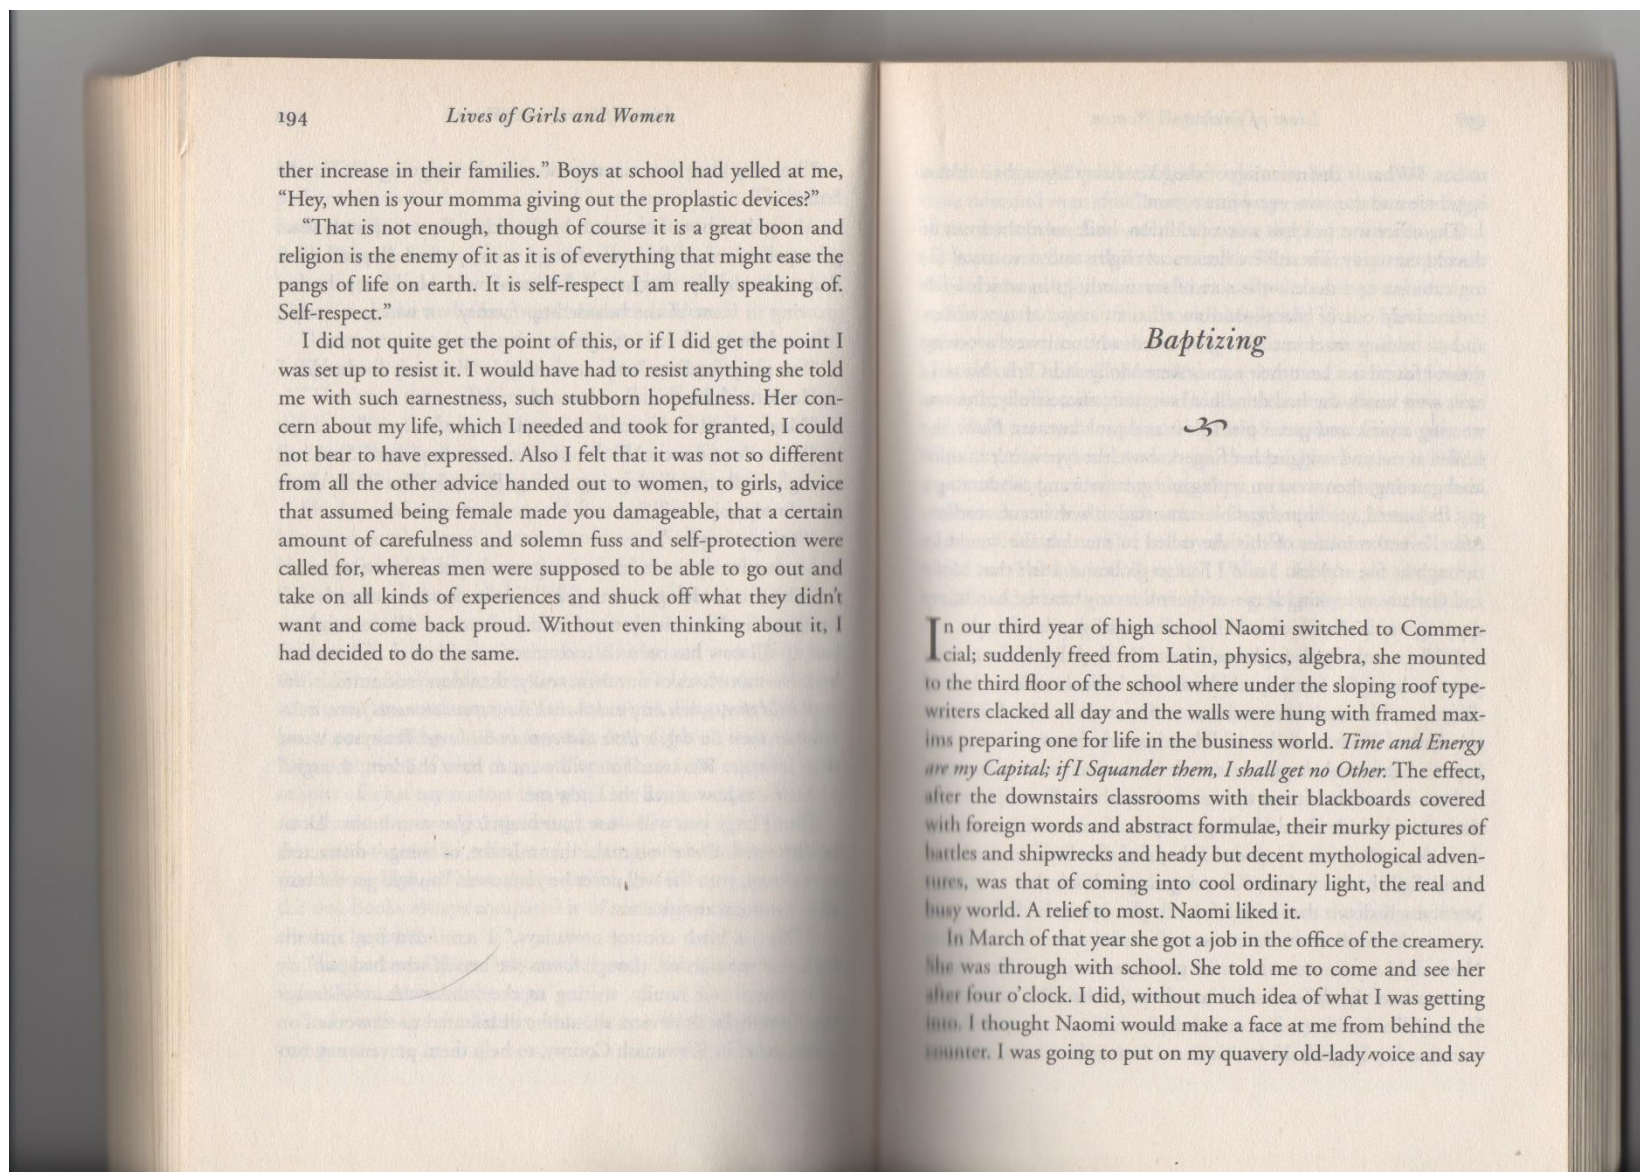 194
Lives of Girls and Women
ther increase in their families.” Boys at school had yelled at me,
“Hey, when is your momma giving out the proplastic devices?”
“That is not enough, though of course it is a great boon and
religion is the enemy of it as it is of everything that might ease the
pangs of life on earth. It is self-respect I am really speaking of.
Self-respect.”
I did not quite get the point of this, or if I did get the point I
was set up to resist it. I would have had to resist anything she told
me with such earnestness, such stubborn hopefulness. Her con-
cern about my life, which I needed and took for granted, I could
not bear to have expressed. Also I felt that it was not so different
from all the other advice handed out to women, to girls, advice
that assumed being female made you damageable, that a certain
amount of carefulness and solemn fuss and self-protection were
called for, whereas men were supposed to be able to go out and
take on all kinds of experiences and shuck off what they didn’t
want and come back proud. Without even thinking about it, I
had decided to do the same.
Baptizing
In our third year of high school Naomi switched to Commer-
cial; suddenly freed from Latin, physics, algebra, she mounted
to the third floor of the school where under the sloping roof type-
writers clacked all day and the walls were hung with framed max-
ims preparing one for life in the business world. Time and Energy
are my Capital; if I Squander them, I shall get no Other. The effect,
after the downstairs classrooms with their blackboards covered
with foreign words and abstract formulae, their murky pictures of
battles and shipwrecks and heady but decent mythological adven-
tures, was that of coming into cool ordinary light, the real and
busy world. A relief to most. Naomi liked it.
In March of that year she got a job in the office of the creamery.
She was through with school. She told me to come and see her
after four o’clock. I did, without much idea of what I was getting
into. I thought Naomi would make a face at me from behind the
counter. I was going to put on my quavery old-lady voice and say